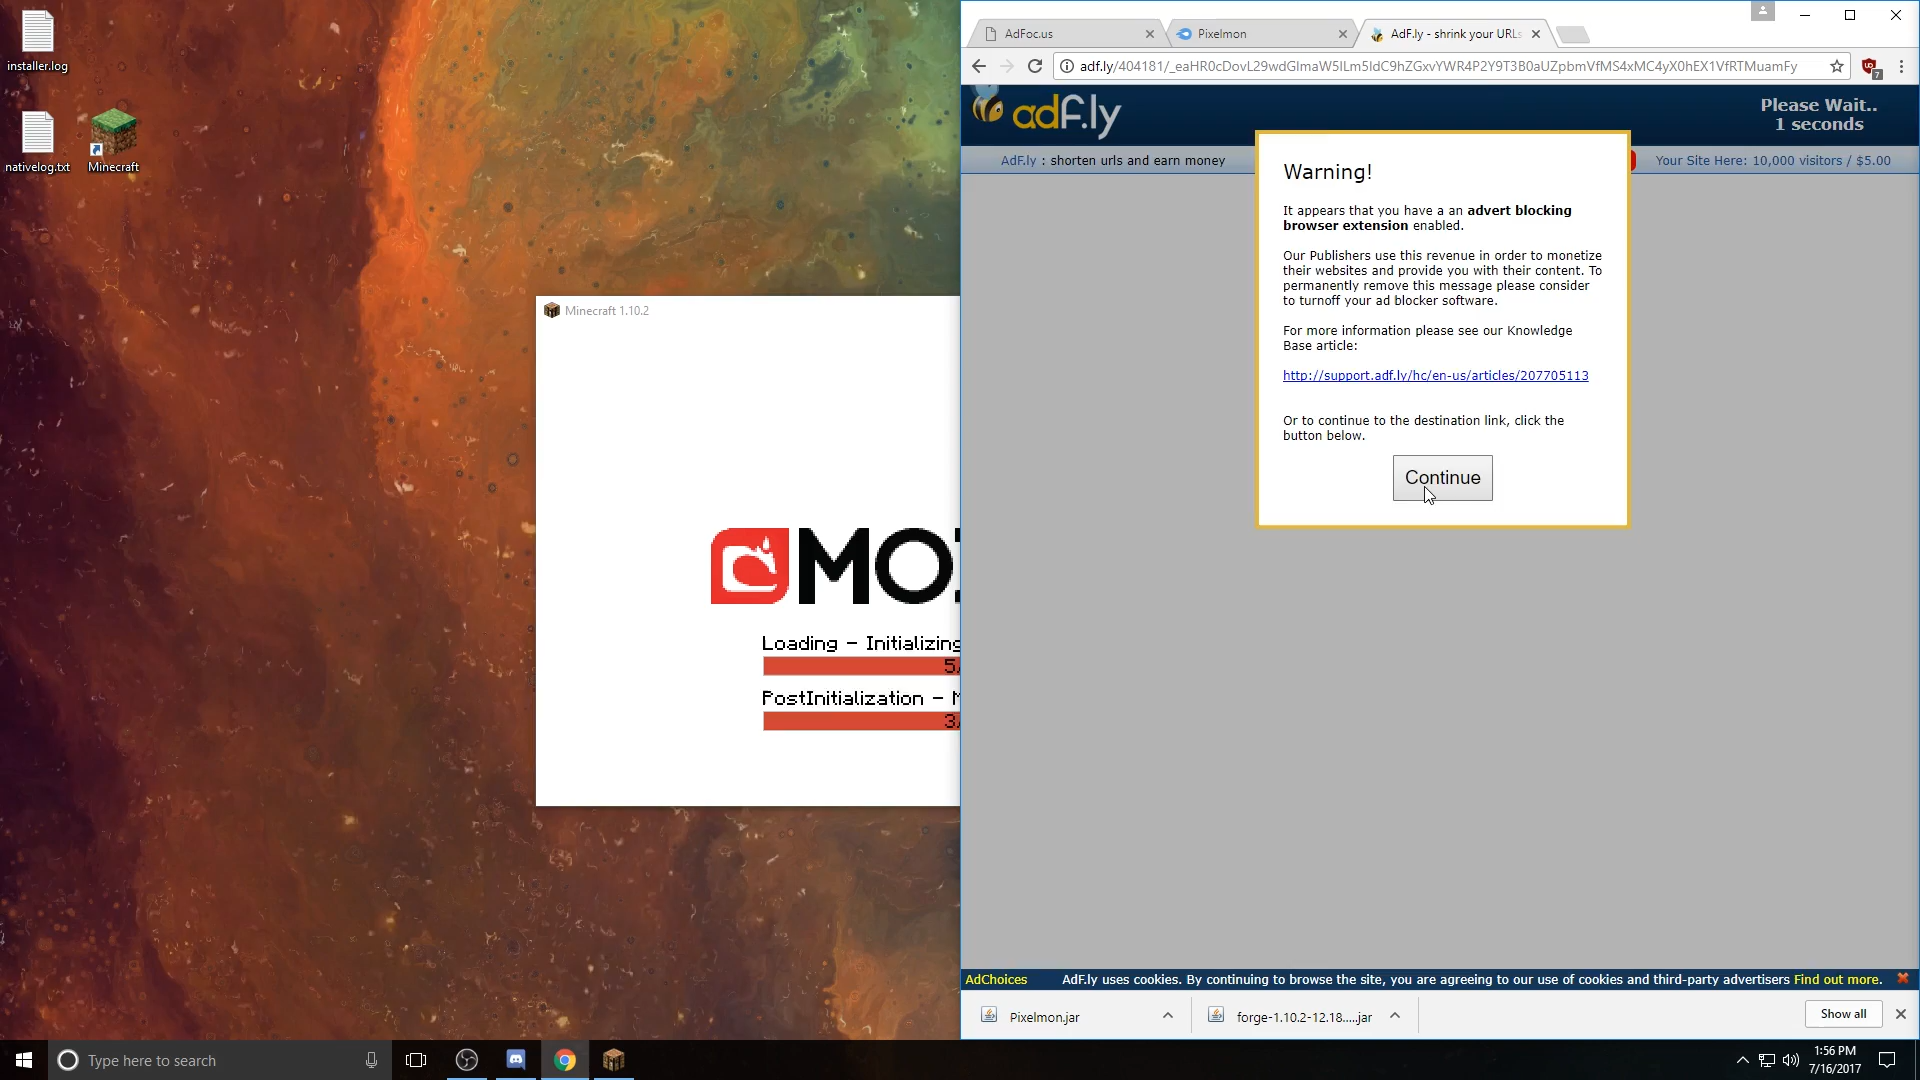 installer.log
nativelog.txt
Minecraft
Minecraft 1.10.2
MO
Loading - Initializing
5
PostInitialization -
3
AdFoc.us
Pixelmon
AdF.ly - shrink your URLs
adf.ly/404181/_eaHR0cDovL29wdGlmaW5lLm5ldC9hZGxvYWR4P2Y9T3B0aUZpbmVfMS4xMC4yX0hEX1VfRTMuamFy
7
adf.ly
Please Wait..
1 seconds
AdF.ly : shorten urls and earn money
Your Site Here: 10,000 visitors / $5.00
Warning!
It appears that you have a an advert blocking
browser extension enabled.
Our Publishers use this revenue in order to monetize
their websites and provide you with their content. To
permanently remove this message please consider
to turnoff your ad blocker software.
For more information please see our Knowledge
Base article:
http://support.adf.ly/hc/en-us/articles/207705113
Or to continue to the destination link, click the
button below.
Continue
AdChoices
AdF.ly uses cookies. By continuing to browse the site, you are agreeing to our use of cookies and third-party advertisers Find out more.
Pixelmon.jar
forge-1.10.2-12.18.....jar
Show all
Type here to search
1:56 PM
7/16/2017